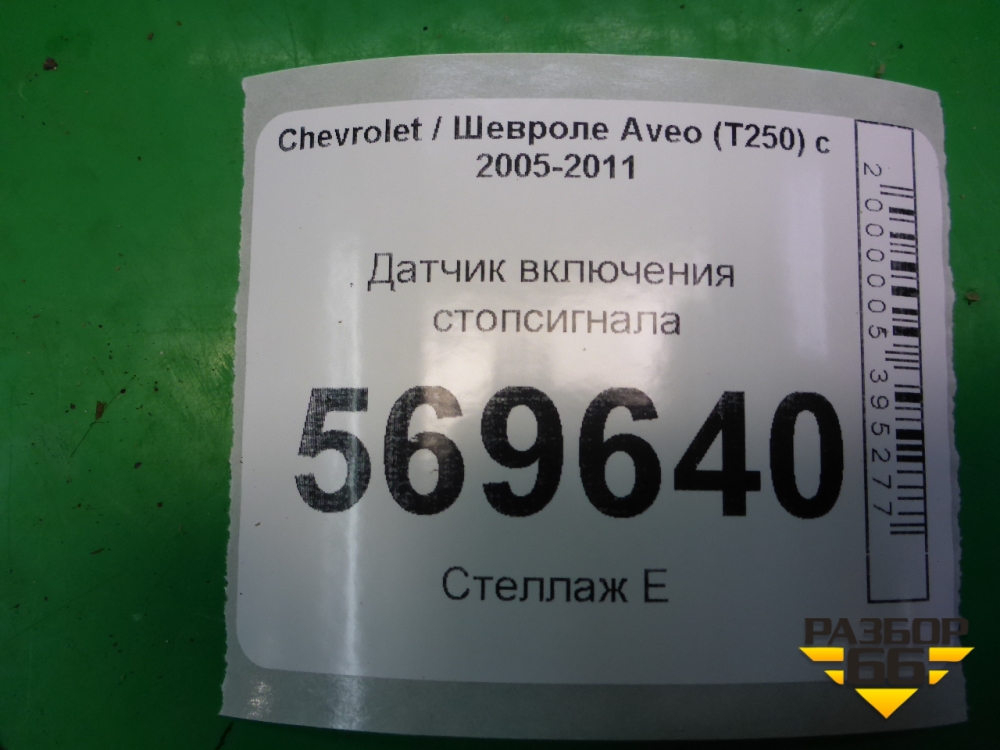 Chevrolet / Шевроле Aveo (T250) с
2005-2011
Датчик включения
стопсигнала
569640
Стеллаж Е
2000005395277
РАЗБОР
66